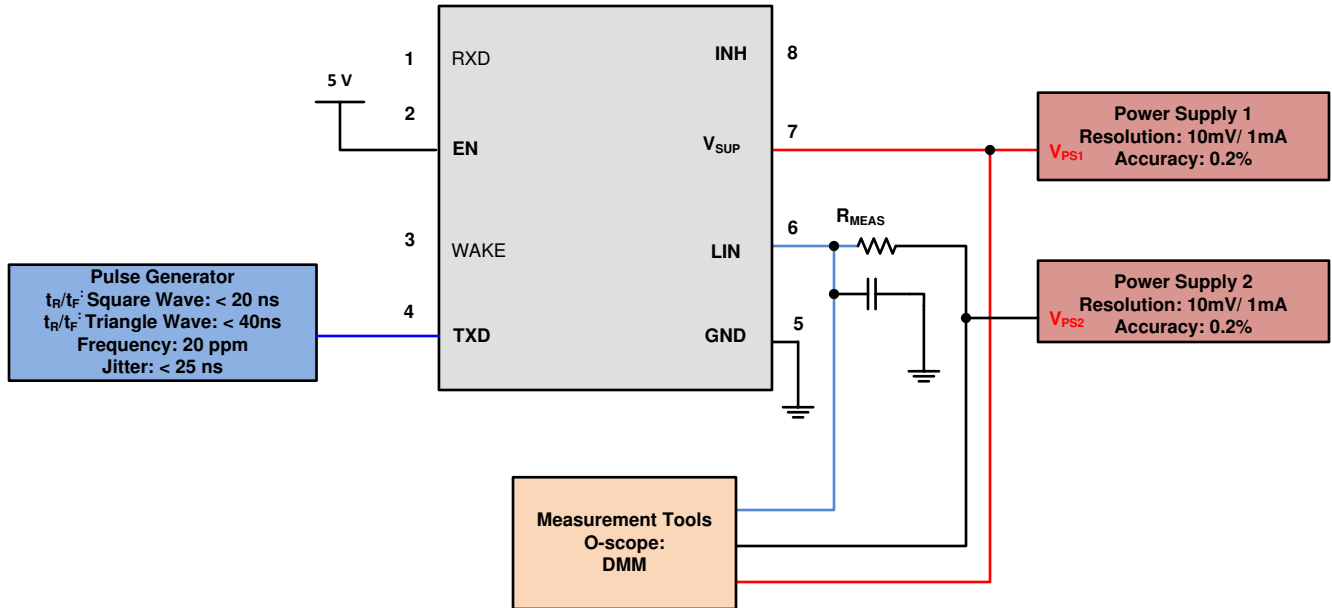 1
RXD
INH
8
5 V
2
EN
7
VSUP
Power Supply 1
Resolution: 10mV/ 1mA
VPS1
Accuracy: 0.2%
RMEAS
3
WAKE
6
LIN
Pulse Generator
tR/tF: Square Wave: < 20 ns
tR/tF: Triangle Wave: < 40ns
Frequency: 20 ppm
Jitter: < 25 ns
4
TXD
5
GND
Power Supply 2
Resolution: 10mV/ 1mA
VPS2
Accuracy: 0.2%
Measurement Tools
O-scope:
DMM